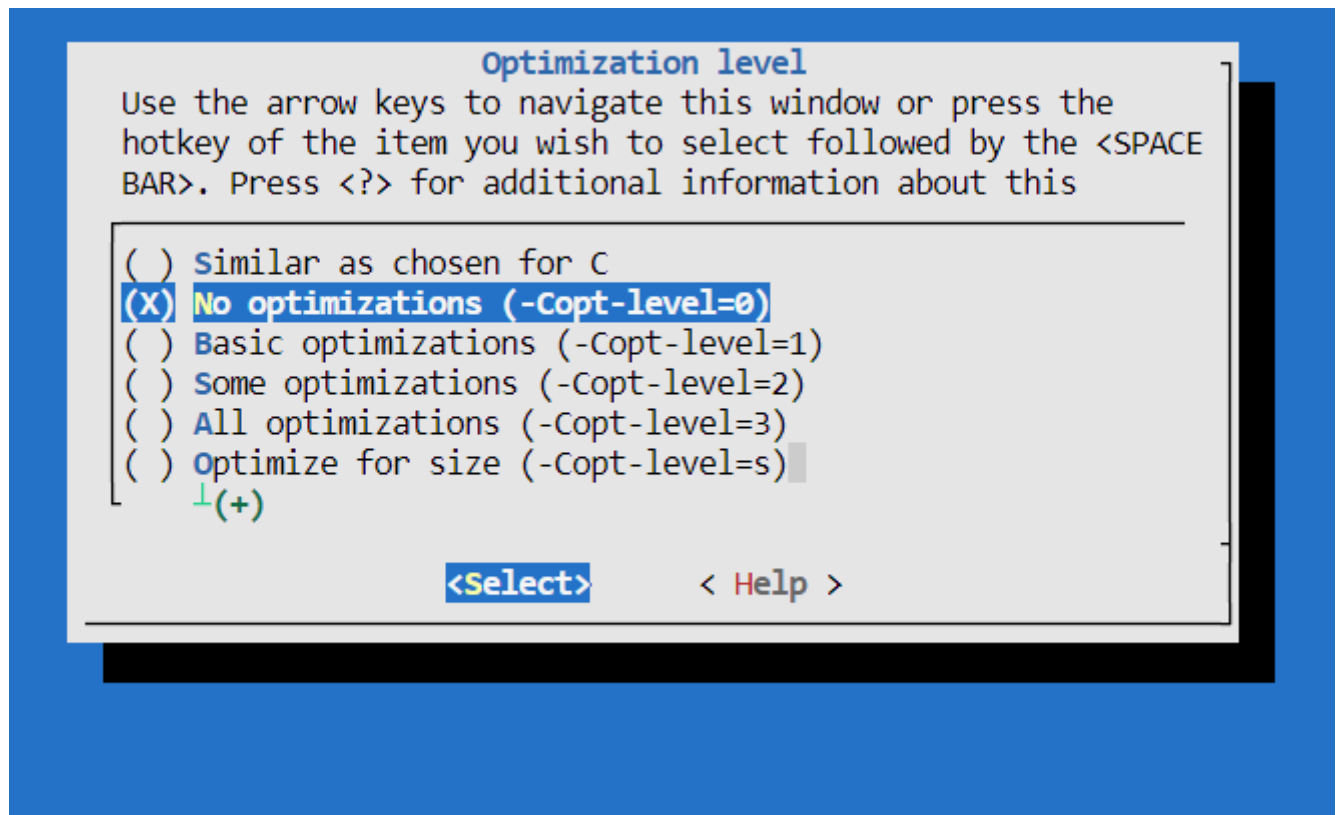 Optimization level
Use the arrow keys to navigate this window or press the
hotkey of the item you wish to select followed by the <SPACE
BAR>. Press <?> for additional information about this
( ) Similar as chosen for C
(X) No optimizations (-Copt-level=0)
( ) Basic optimizations (-Copt-level=1)
( ) Some optimizations (-Copt-level=2)
( ) All optimizations (-Copt-level=3)
( ) Optimize for size (-Copt-level=s)
┴(+)
<Select> < Help >